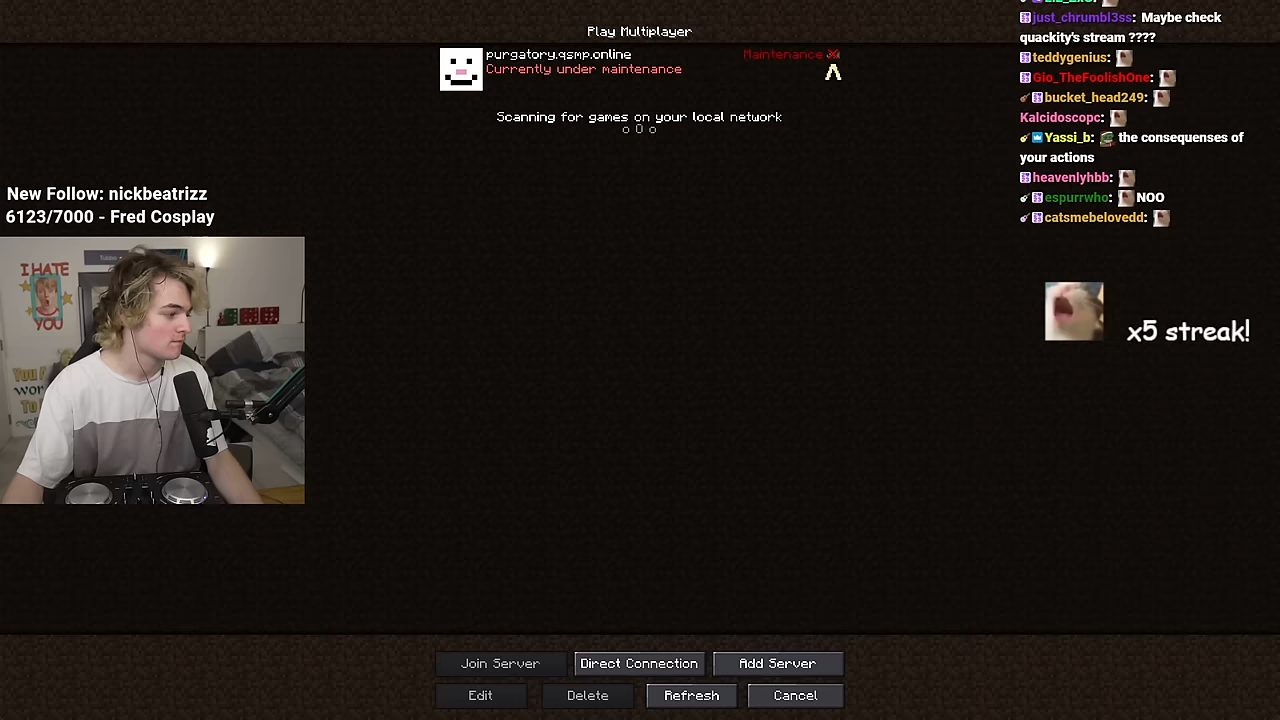 Play Multiplayer
purgatory.qsmp.online
Maintenance
Currently under maintenance
Scanning for games on your local network
o O o
New Follow: nickbeatrizz
6123/7000 - Fred Cosplay
I HATE
YOU
just_chrumbl3ss: Maybe check
quackity's stream ????
teddygenius:
Gio_TheFoolishOne:
bucket_head249:
Kalcidoscopc:
Yassi_b: the consequenses of
your actions
heavenlyhbb:
espurrwho: NOO
catsmebelovedd:
x5 streak!
Join Server
Direct Connection
Add Server
Edit
Delete
Refresh
Cancel